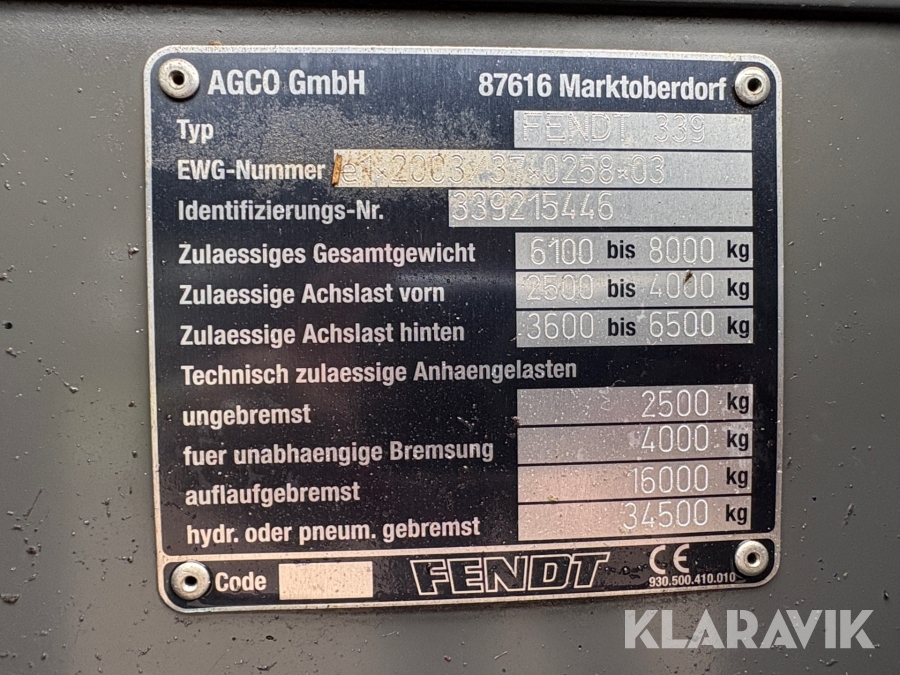 AGCO GmbH 87616 Marktoberdorf
Typ FENDT 339
EWG-Nummer e1*2003/37*0258*03
Identifizierungs-Nr. 339215446
Zulaessiges Gesamtgewicht 6100 bis 8000 kg
Zulaessige Achslast vorn 2500 bis 4000 kg
Zulaessige Achslast hinten 3600 bis 6500 kg
Technisch zulaessige Anhaengelasten
ungebremst 2500 kg
fuer unabhaengige Bremsung 4000 kg
auflaufgebremst 16000 kg
hydr. oder pneum. gebremst 34500 kg
Code FENDT CE
930.500.410.010
KLARAVIK